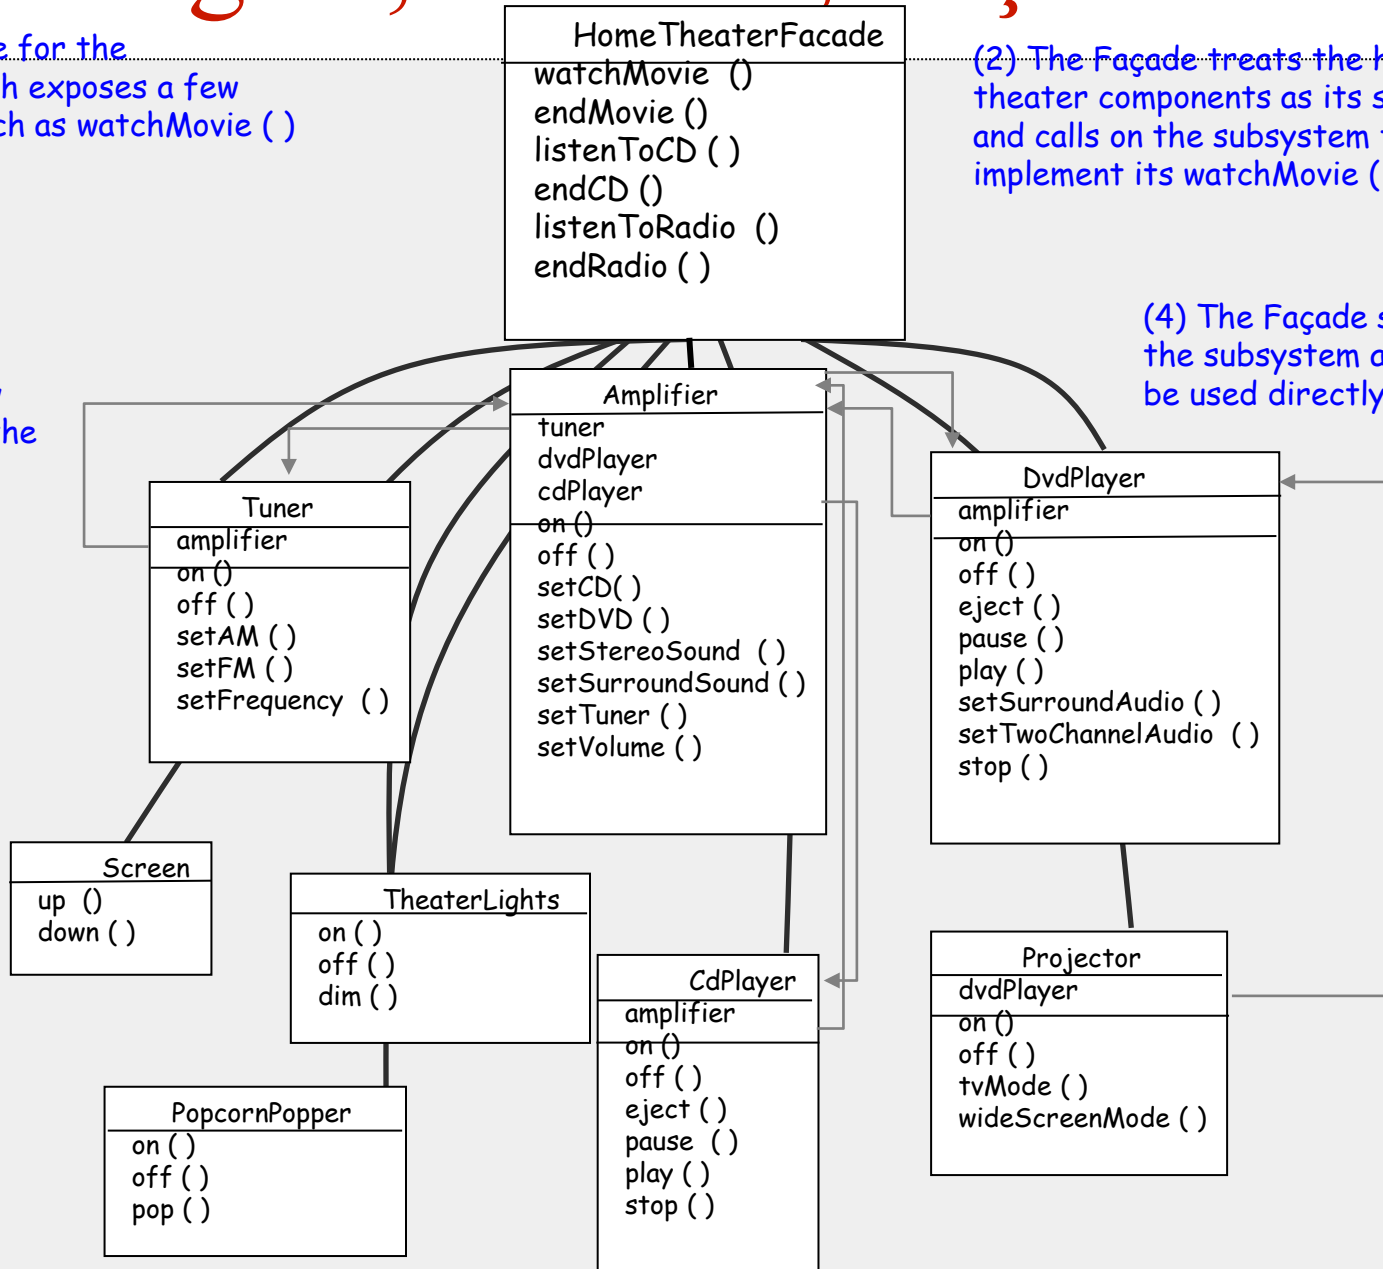 HomeTheaterFacade
watchMovie ()
endMovie ()
listenToCD ( )
endCD ()
listenToRadio ()
endRadio ( )
e for the
h exposes a few
ch as watchMovie ( )
(2) The Façade treats the h
theater components as its s
and calls on the subsystem t
implement its watchMovie (
(4) The Façade s
the subsystem a
be used directly
he
Amplifier
tuner
dvdPlayer
cdPlayer
on ()
off ( )
setCD( )
setDVD ( )
setStereoSound ( )
setSurroundSound ( )
setTuner ( )
setVolume ( )
Tuner
amplifier
on ()
off ( )
setAM ( )
setFM ( )
setFrequency ( )
DvdPlayer
amplifier
on ()
off ( )
eject ( )
pause ( )
play ( )
setSurroundAudio ( )
setTwoChannelAudio ( )
stop ( )
Screen
up ()
down ( )
TheaterLights
on ( )
off ( )
dim ( )
CdPlayer
amplifier
on ()
off ( )
eject ( )
pause ( )
play ( )
stop ( )
Projector
dvdPlayer
on ()
off ( )
tvMode ( )
wideScreenMode ( )
PopcornPopper
on ( )
off ( )
pop ( )